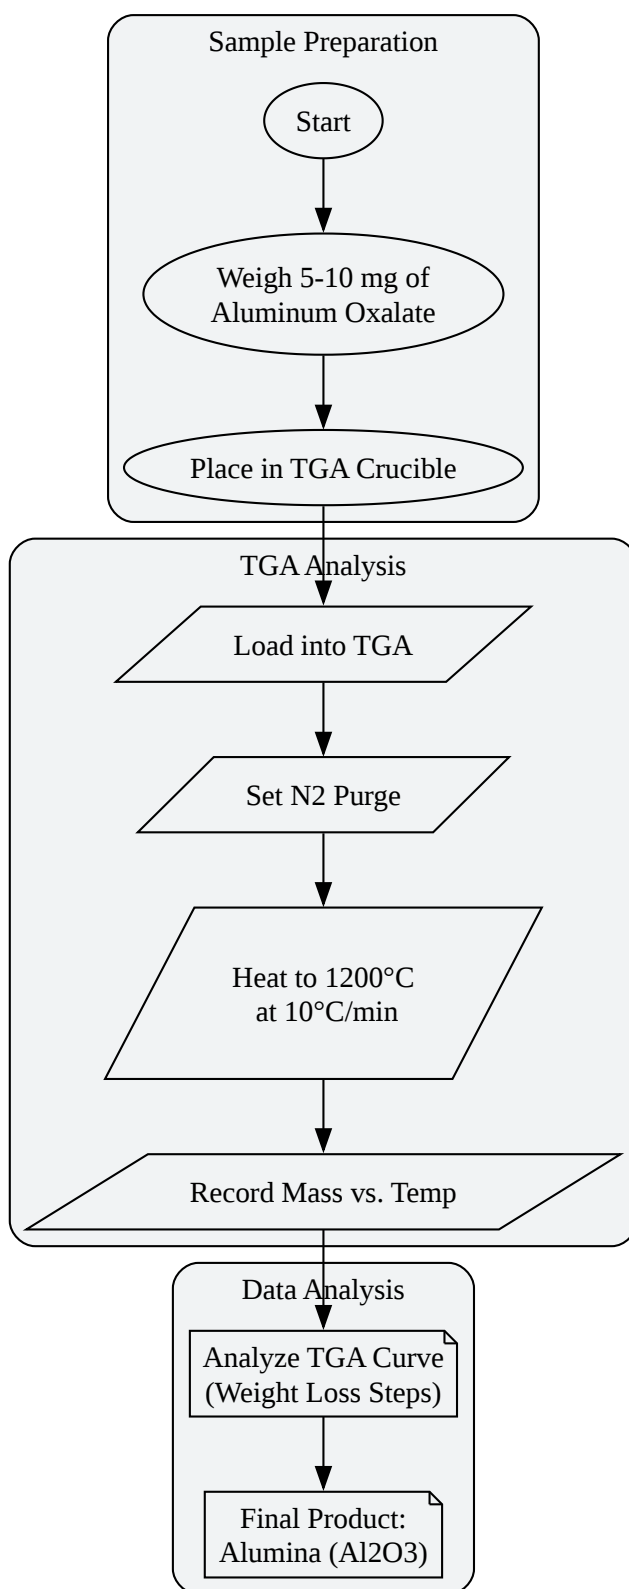 Sample Preparation
Start
Weigh 5-10 mg of
Aluminum Oxalate
Place in TGA Crucible
TGA Analysis
Load into TGA
Set N2 Purge
Heat to 1200°C
at 10°C/min
Record Mass vs. Temp
Data Analysis
Analyze TGA Curve
(Weight Loss Steps)
Final Product:
Alumina (Al2O3)